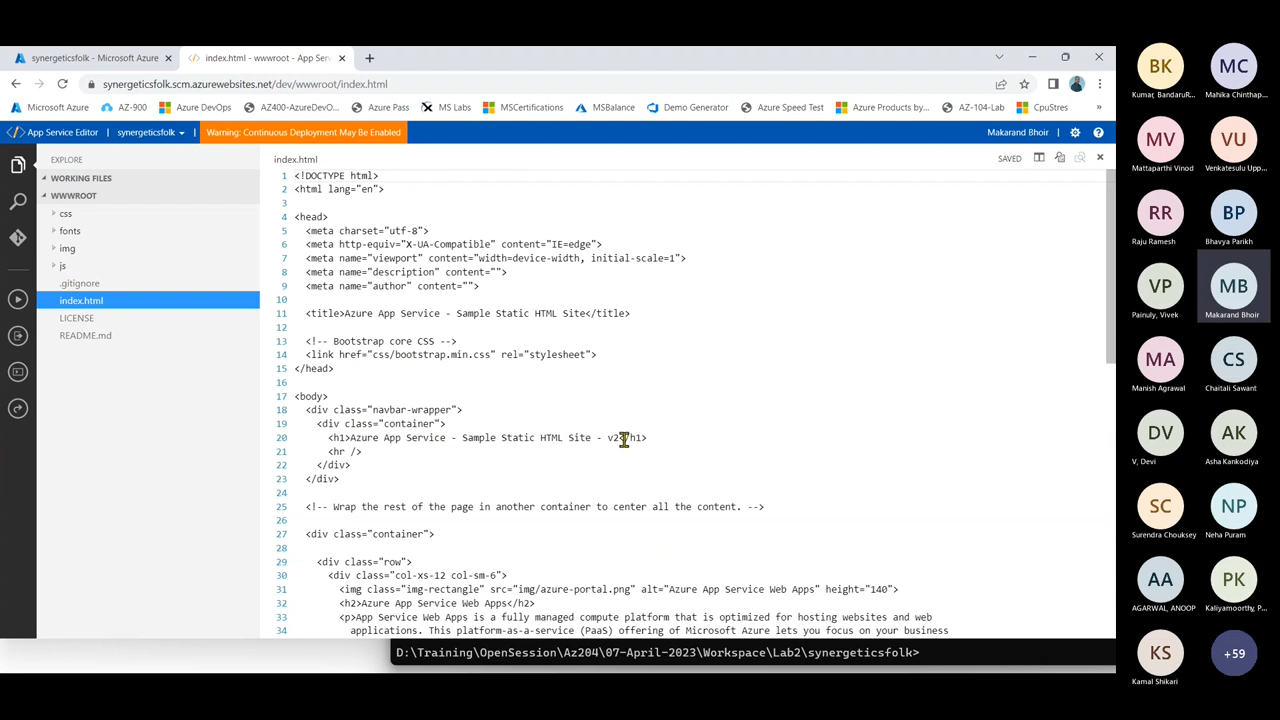 synergeticsfolk - Microsoft Azure
index.html - wwwroot - App Serv
synergeticsfolk.scm.azurewebsites.net/dev/wwwroot/index.html
Microsoft Azure
AZ-900
Azure DevOps
AZ400-AzureDevO...
Azure Pass
MS Labs
MSCertifications
MSBalance
Demo Generator
Azure Speed Test
Azure Products by...
AZ-104-Lab
CpuStres
»
App Service Editor
synergeticsfolk
Warning: Continuous Deployment May Be Enabled
Makarand Bhoir
EXPLORE
WORKING FILES
WWWROOT
css
fonts
img
js
.gitignore
index.html
LICENSE
README.md
index.html
SAVED
1 <!DOCTYPE html>
2 <html lang="en">
3
4 <head>
5 <meta charset="utf-8">
6 <meta http-equiv="X-UA-Compatible" content="IE=edge">
7 <meta name="viewport" content="width=device-width, initial-scale=1">
8 <meta name="description" content="">
9 <meta name="author" content="">
10
11 <title>Azure App Service - Sample Static HTML Site</title>
12
13 <!-- Bootstrap core CSS -->
14 <link href="css/bootstrap.min.css" rel="stylesheet">
15 </head>
16
17 <body>
18 <div class="navbar-wrapper">
19 <div class="container">
20 <h1>Azure App Service - Sample Static HTML Site - v2</h1>
21 <hr />
22 </div>
23 </div>
24
25 <!-- Wrap the rest of the page in another container to center all the content. -->
26
27 <div class="container">
28
29 <div class="row">
30 <div class="col-xs-12 col-sm-6">
31 <img class="img-rectangle" src="img/azure-portal.png" alt="Azure App Service Web Apps" height="140">
32 <h2>Azure App Service Web Apps</h2>
33 <p>App Service Web Apps is a fully managed compute platform that is optimized for hosting websites and web
34 applications. This platform-as-a-service (PaaS) offering of Microsoft Azure lets you focus on your business
D:\Training\OpenSession\Az204\07-April-2023\Workspace\Lab2\synergeticsfolk>
BK
Kumar, BandaruR...
MC
Mahika Chinthap...
MV
Mattaparthi Vinod
VU
Venkatesulu Upp...
RR
Raju Ramesh
BP
Bhavya Parikh
VP
Painuly, Vivek
MB
Makarand Bhoir
MA
Manish Agrawal
CS
Chaitali Sawant
DV
V, Devi
AK
Asha Kankodiya
SC
Surendra Chouksey
NP
Neha Puram
AA
AGARWAL, ANOOP
PK
Kaliyamoorthy, P...
KS
Kamal Shikari
+59